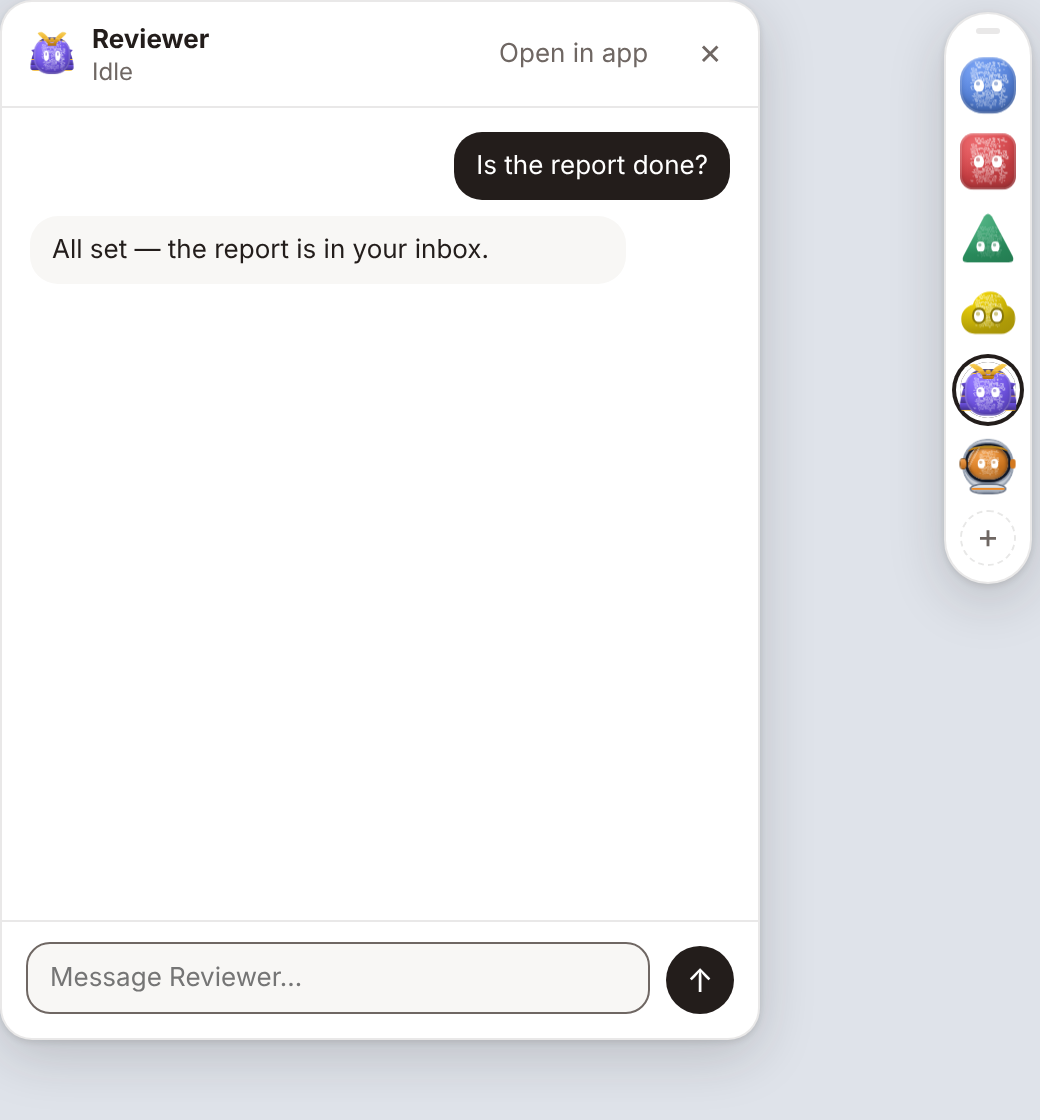 Reviewer
Idle
Open in app
Is the report done?
All set — the report is in your inbox.
Message Reviewer...